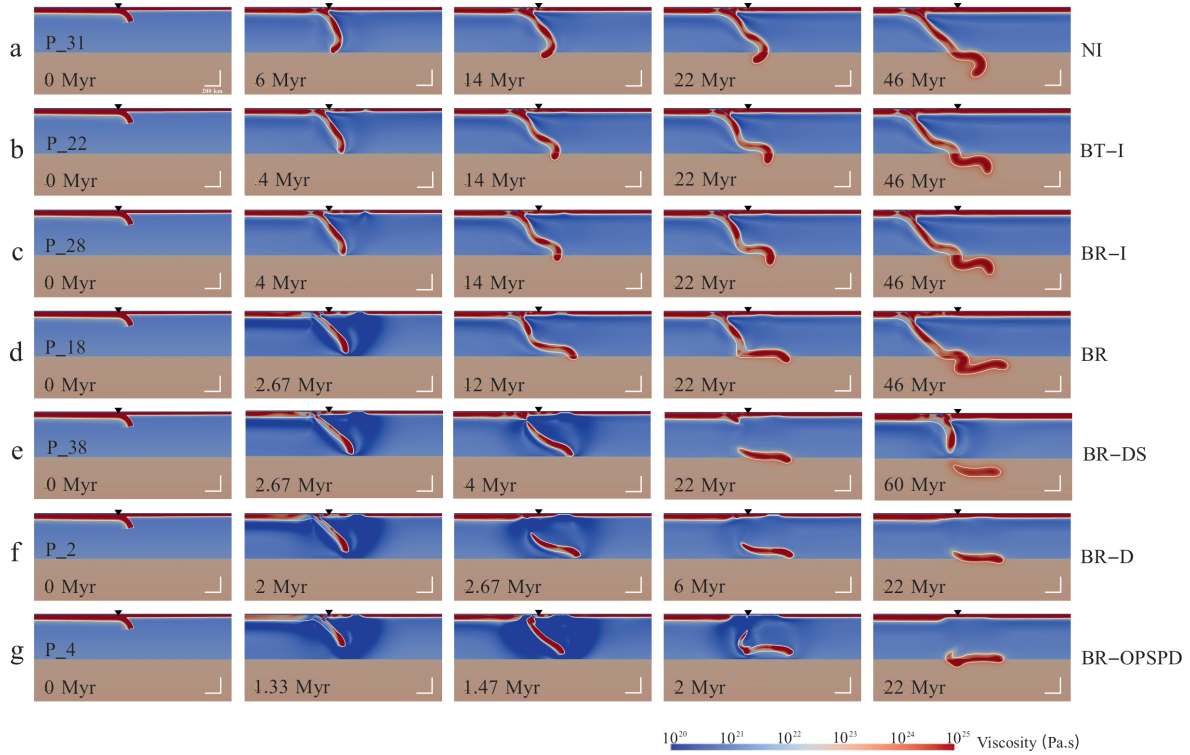 a
P_31
0 Myr
200 km
6 Myr
14 Myr
22 Myr
46 Myr
NI
b
P_22
0 Myr
4 Myr
14 Myr
22 Myr
46 Myr
BT-I
c
P_28
0 Myr
4 Myr
14 Myr
22 Myr
46 Myr
BR-I
d
P_18
0 Myr
2.67 Myr
12 Myr
22 Myr
46 Myr
BR
e
P_38
0 Myr
2.67 Myr
4 Myr
22 Myr
60 Myr
BR-DS
f
P_2
0 Myr
2 Myr
2.67 Myr
6 Myr
22 Myr
BR-D
g
P_4
0 Myr
1.33 Myr
1.47 Myr
2 Myr
22 Myr
BR-OPSPD
10²⁰ 10²¹ 10²² 10²³ 10²⁴ 10²⁵ Viscosity (Pa.s)